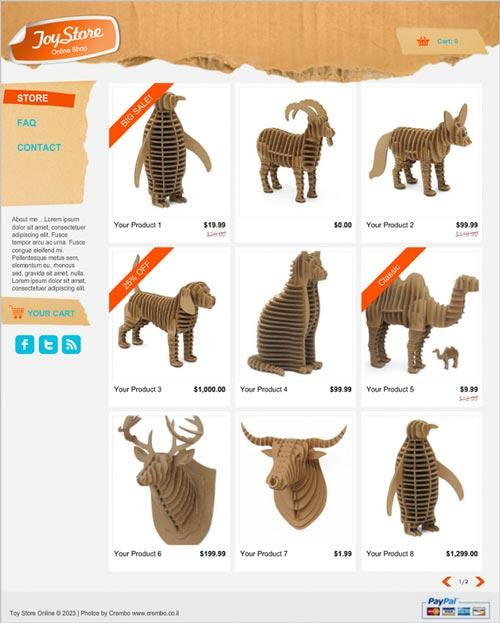 Joy Store
Online Shop
Cart: 0
STORE
FAQ
CONTACT
About me ...Lorem ipsum
dolor sit amet, consectetuer
adipiscing elit. Fusce
tempor arcu ac urna. Fusce
congue eleifend mi.
Pellentesque metus sem,
elementum eu, rhoncus
sed, gravida sit amet, nulla.
Lorem ipsum dolor sit amet,
consectetuer adipiscing elit.
YOUR CART
BIG SALE!
Your Product 1 $19.99
$25.00
$0.00
Your Product 2 $99.99
$119.99
25% OFF
Your Product 3 $1,000.00
Your Product 4 $99.99
Classic
Your Product 5 $9.99
$12.99
Your Product 6 $199.99
Your Product 7 $1.99
Your Product 8 $1,299.00
1/2
Toy Store Online © 2023 | Photos by Crembo www.crembo.co.il
PayPal